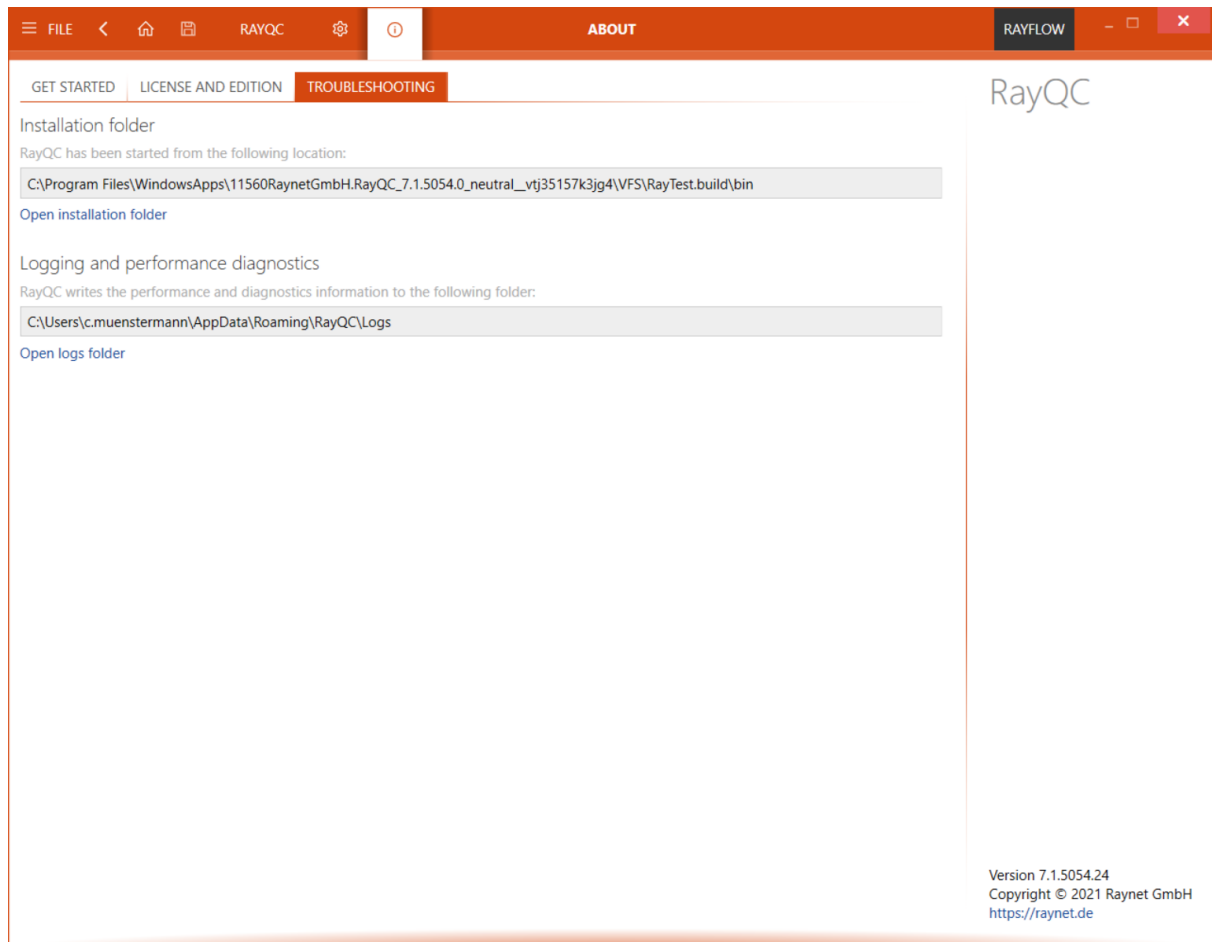 FILE RAYQC ABOUT RAYFLOW
GET STARTED LICENSE AND EDITION TROUBLESHOOTING
RayQC
Installation folder
RayQC has been started from the following location:
C:\Program Files\WindowsApps\11560RaynetGmbH.RayQC_7.1.5054.0_neutral__vtj35157k3jg4\VFS\RayTest.build\bin
Open installation folder
Logging and performance diagnostics
RayQC writes the performance and diagnostics information to the following folder:
C:\Users\c.muenstermann\AppData\Roaming\RayQC\Logs
Open logs folder
Version 7.1.5054.24
Copyright © 2021 Raynet GmbH
https://raynet.de